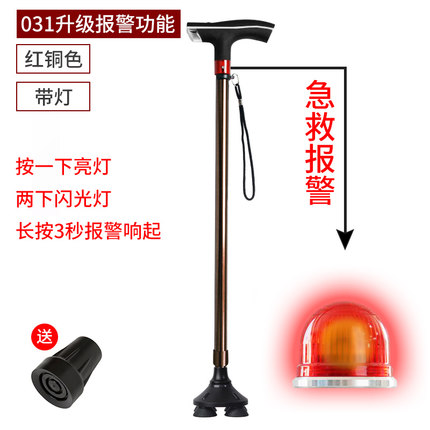 031升级报警功能
红铜色
带灯
急救报警
按一下亮灯
两下闪光灯
长按3秒报警响起
送